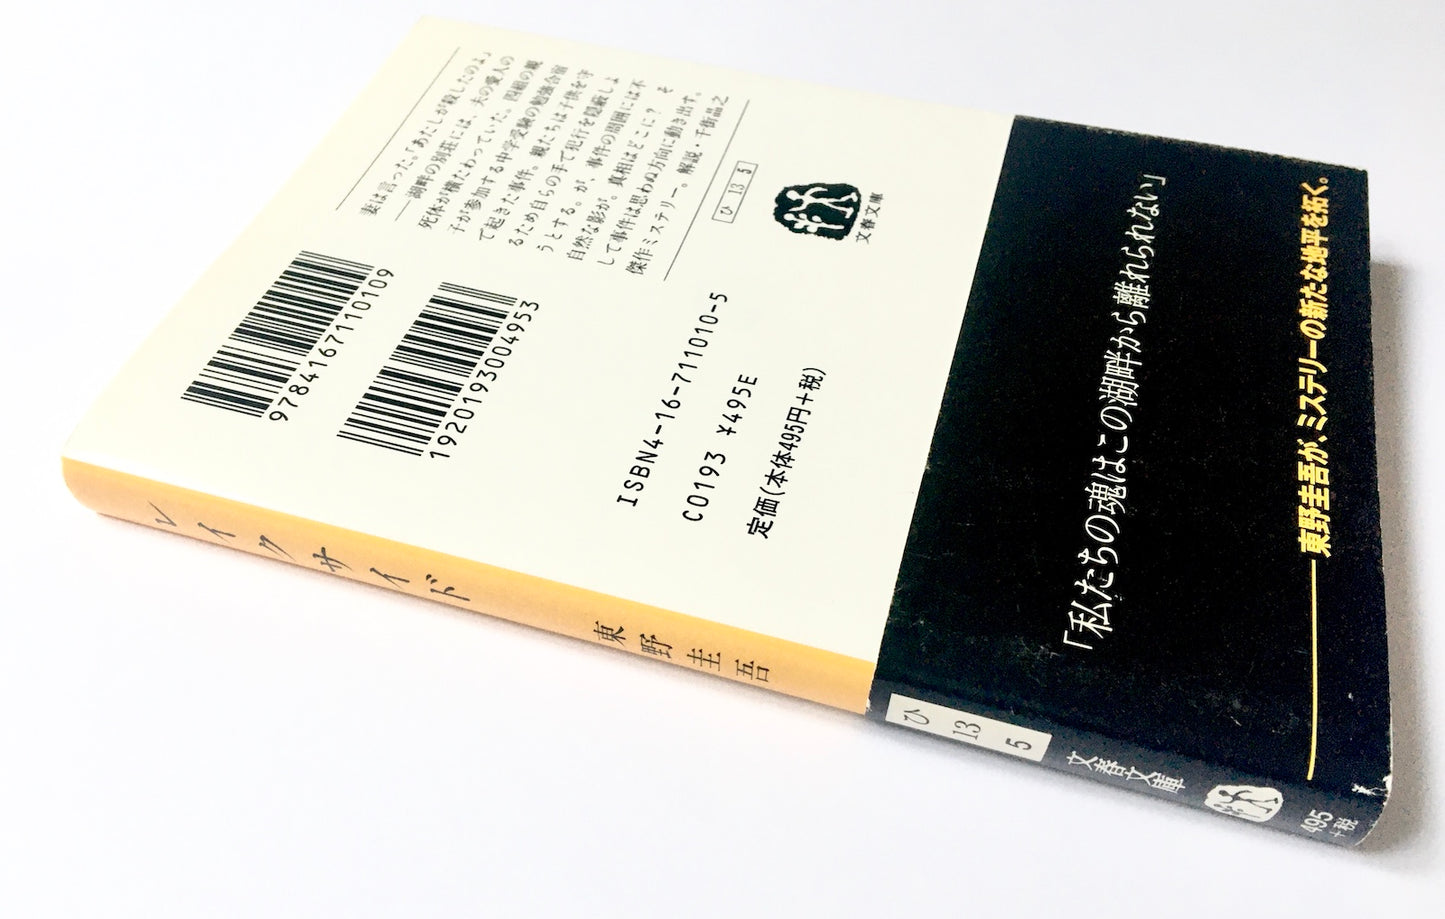 妻は言った。「あたしが殺したのよ」
――湖畔の別荘には、夫の愛人の
死体が横たわっていた。四組の親
子が参加する中学受験の勉強合宿
で起きた事件。親たちは子供を守
るため自らの手で犯行を隠蔽しよ
うとする。が、事件の周囲には不
自然な影が。真相はどこに? そ
して事件は思わぬ方向に動き出す。
傑作ミステリー。 解説・千街晶之
ひ 13 5
文春文庫
9784167110109
1920193004953
ISBN4-16-711010-5
C0193 ¥495E
定価(本体495円+税)
「私たちの魂はこの湖畔から離れられない」
――東野圭吾が、ミステリーの新たな地平を拓く。
レイクサイド
東野圭吾
ひ 13 5
文春文庫
495
+税